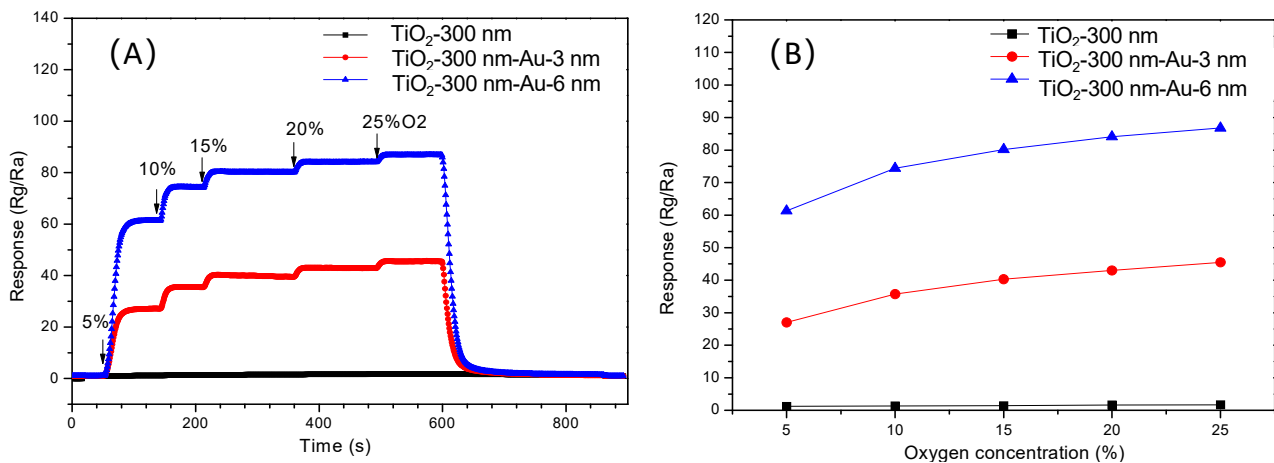 (A)
TiO2-300 nm
TiO2-300 nm-Au-3 nm
TiO2-300 nm-Au-6 nm
5%
10%
15%
20%
25%O2
Response (Rg/Ra)
140
120
100
80
60
40
20
0
0 200 400 600 800
Time (s)
(B)
TiO2-300 nm
TiO2-300 nm-Au-3 nm
TiO2-300 nm-Au-6 nm
Response (Rg/Ra)
120
110
100
90
80
70
60
50
40
30
20
10
0
5 10 15 20 25
Oxygen concentration (%)